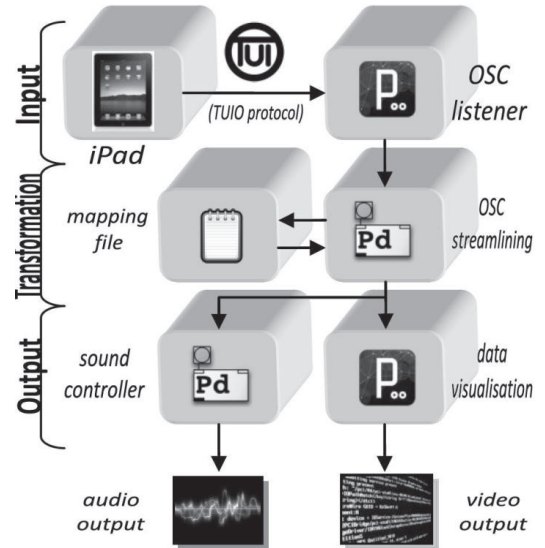 Input
TUI
(TUIO protocol)
iPad
P
OSC
listener
Transformation
mapping
file
Pd
OSC
streamlining
Output
sound
controller
Pd
P
data
visualisation
audio
output
video
output